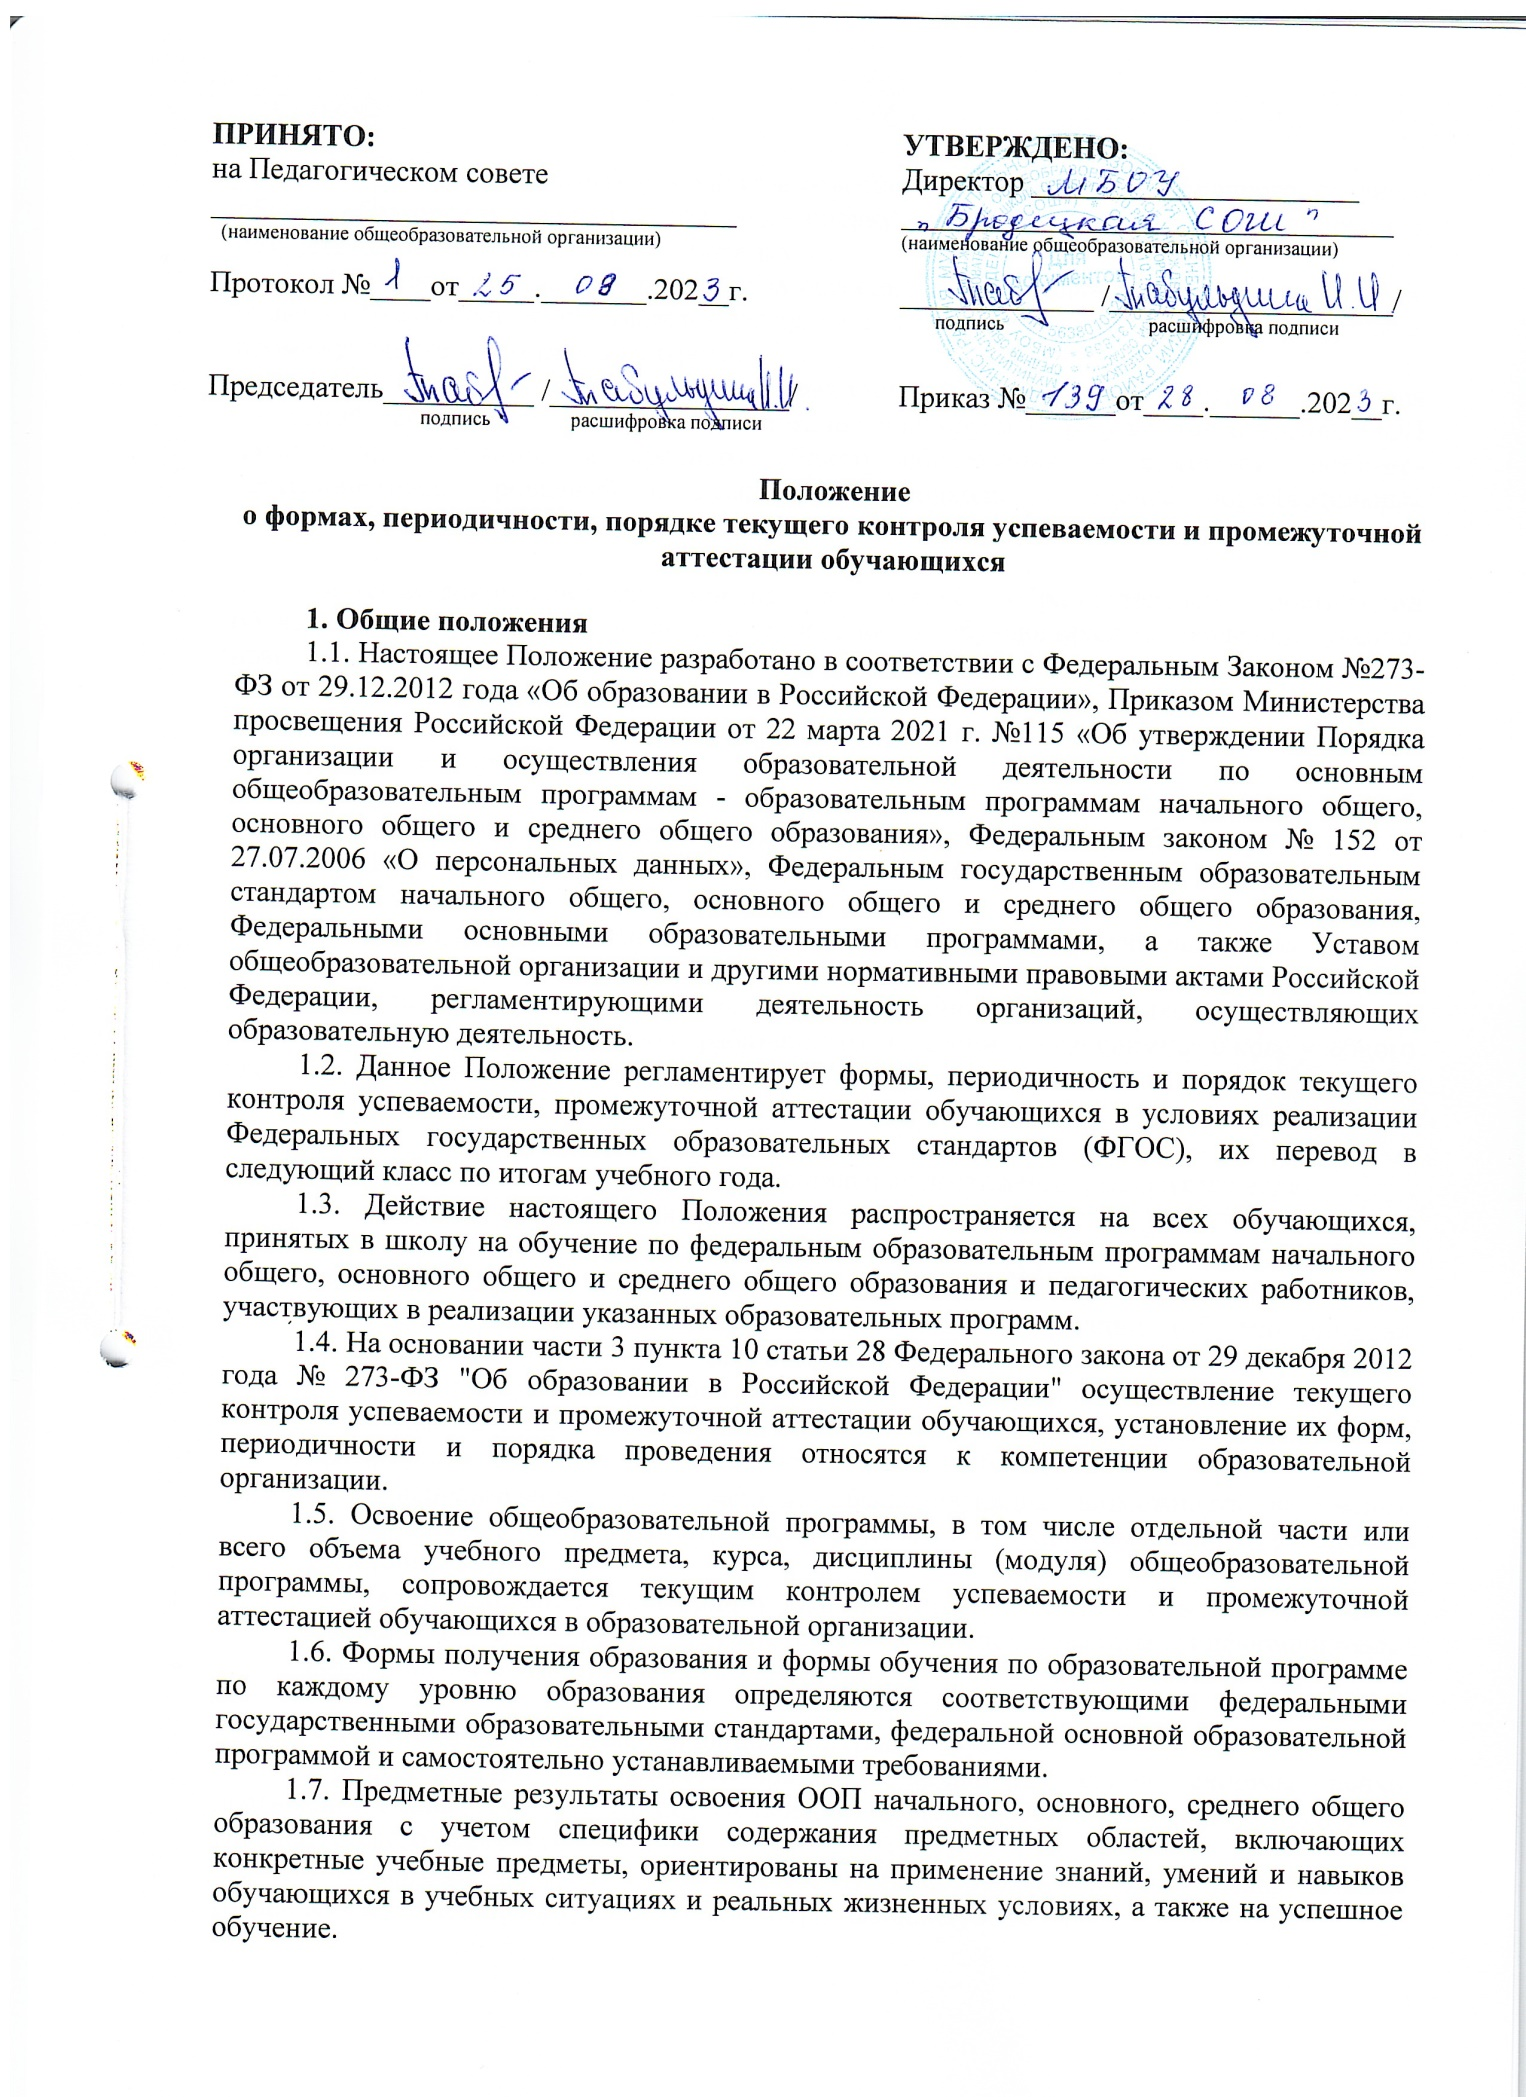 ПРИНЯТО:
на Педагогическом совете
(наименование общеобразовательной организации)
Протокол № 1 от 25 . 08 .2023 г.
Председатель /
подпись расшифровка подписи
УТВЕРЖДЕНО:
Директор МБОУ
„Бродецкая СОШ"
(наименование общеобразовательной организации)
/ /
подпись расшифровка подписи
Приказ № 139 от 28 . 08 .2023 г.
Положение
о формах, периодичности, порядке текущего контроля успеваемости и промежуточной
аттестации обучающихся
1. Общие положения
1.1. Настоящее Положение разработано в соответствии с Федеральным Законом №273-
ФЗ от 29.12.2012 года «Об образовании в Российской Федерации», Приказом Министерства
просвещения Российской Федерации от 22 марта 2021 г. №115 «Об утверждении Порядка
организации и осуществления образовательной деятельности по основным
общеобразовательным программам - образовательным программам начального общего,
основного общего и среднего общего образования», Федеральным законом № 152 от
27.07.2006 «О персональных данных», Федеральным государственным образовательным
стандартом начального общего, основного общего и среднего общего образования,
Федеральными основными образовательными программами, а также Уставом
общеобразовательной организации и другими нормативными правовыми актами Российской
Федерации, регламентирующими деятельность организаций, осуществляющих
образовательную деятельность.
1.2. Данное Положение регламентирует формы, периодичность и порядок текущего
контроля успеваемости, промежуточной аттестации обучающихся в условиях реализации
Федеральных государственных образовательных стандартов (ФГОС), их перевод в
следующий класс по итогам учебного года.
1.3. Действие настоящего Положения распространяется на всех обучающихся,
принятых в школу на обучение по федеральным образовательным программам начального
общего, основного общего и среднего общего образования и педагогических работников,
участвующих в реализации указанных образовательных программ.
1.4. На основании части 3 пункта 10 статьи 28 Федерального закона от 29 декабря 2012
года № 273-ФЗ "Об образовании в Российской Федерации" осуществление текущего
контроля успеваемости и промежуточной аттестации обучающихся, установление их форм,
периодичности и порядка проведения относятся к компетенции образовательной
организации.
1.5. Освоение общеобразовательной программы, в том числе отдельной части или
всего объема учебного предмета, курса, дисциплины (модуля) общеобразовательной
программы, сопровождается текущим контролем успеваемости и промежуточной
аттестацией обучающихся в образовательной организации.
1.6. Формы получения образования и формы обучения по образовательной программе
по каждому уровню образования определяются соответствующими федеральными
государственными образовательными стандартами, федеральной основной образовательной
программой и самостоятельно устанавливаемыми требованиями.
1.7. Предметные результаты освоения ООП начального, основного, среднего общего
образования с учетом специфики содержания предметных областей, включающих
конкретные учебные предметы, ориентированы на применение знаний, умений и навыков
обучающихся в учебных ситуациях и реальных жизненных условиях, а также на успешное
обучение.